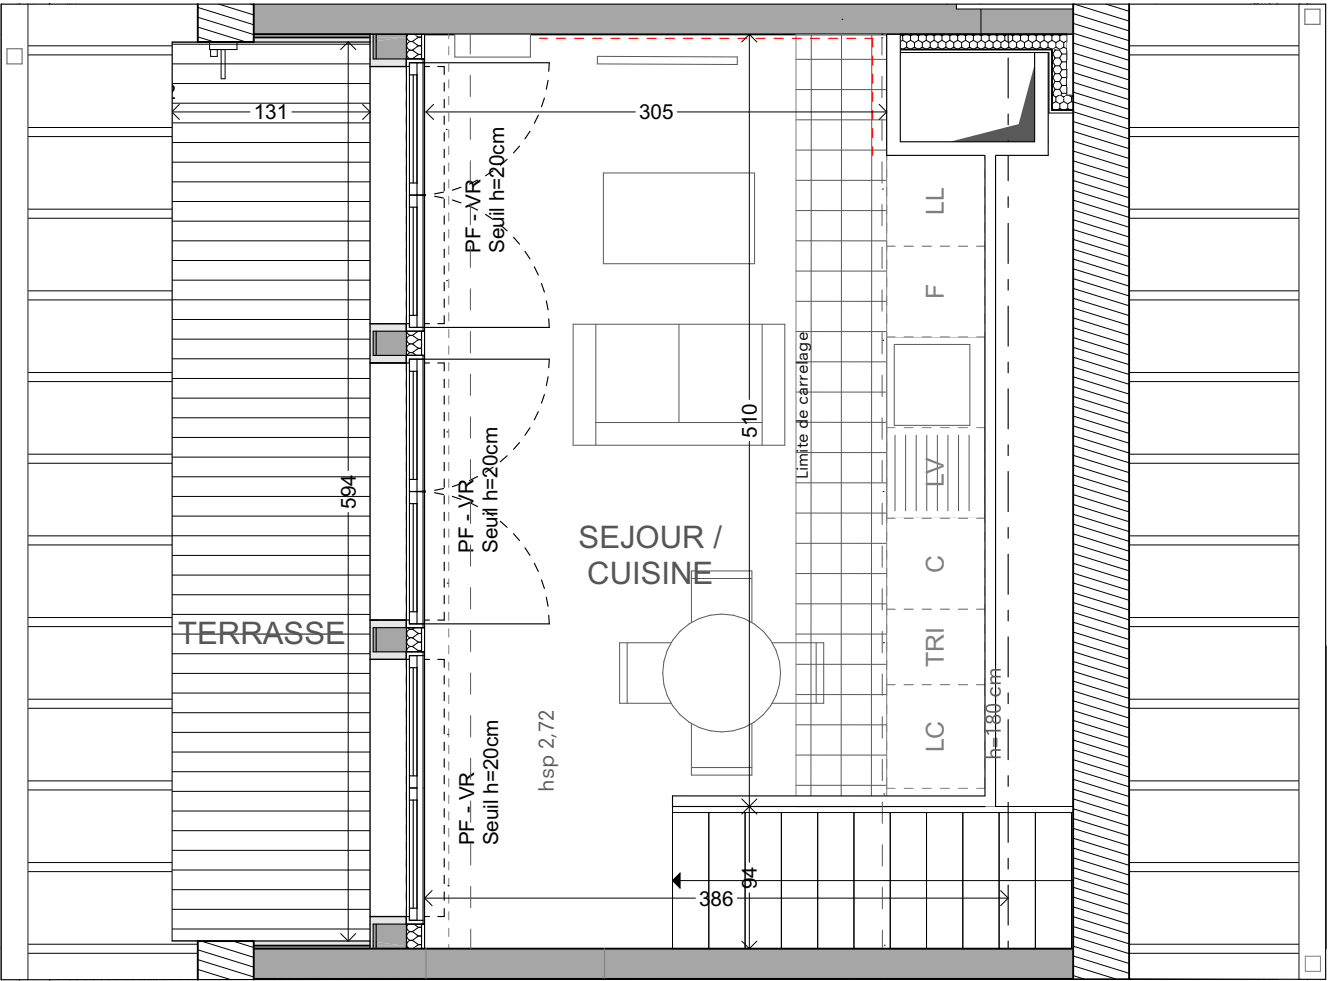 131
305
PF - VR
Seuil h=20cm
LL
F
Limite de carrelage
510
594
PF - VR
Seuil h=20cm
LV
SEJOUR /
CUISINE
C
TERRASSE
TRI
h=180 cm
LC
hsp 2,72
PF - VR
Seuil h=20cm
94
386